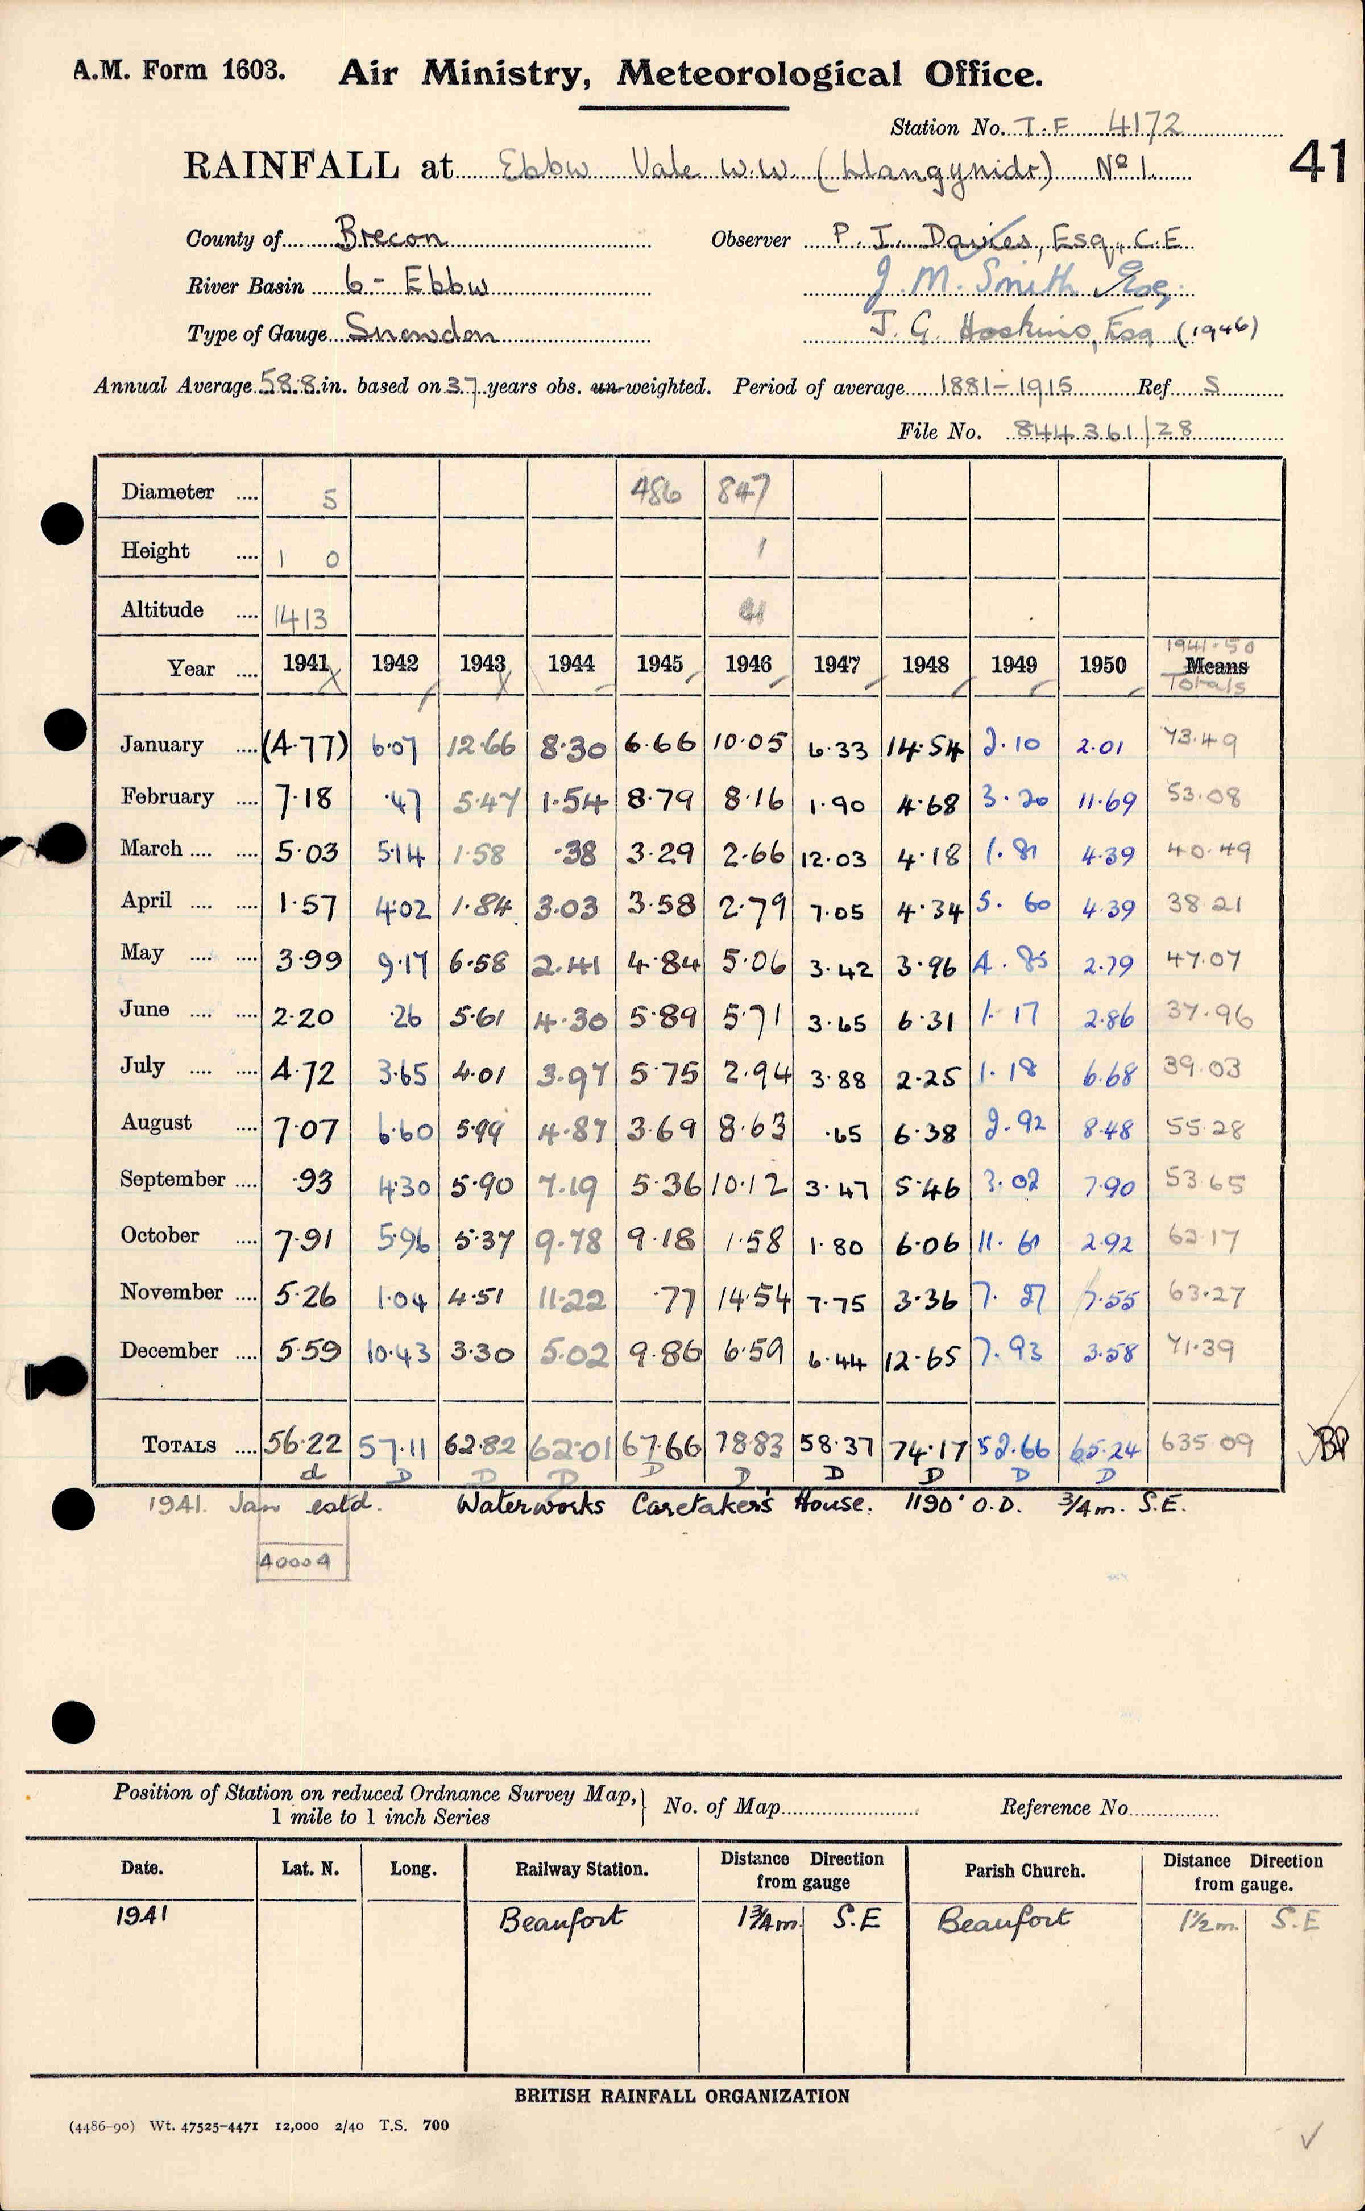 A.M. Form 1603. Air Ministry, Meteorological Office.
Station No. T.F 4172
RAINFALL at Ebbw Vale W.W. (Llangynidr) No 1. 41
County of Brecon Observer P. I. Davies, Esq., C.E
River Basin 6 - Ebbw J. M. Smith Esq.
Type of Gauge Snowdon J. G. Hoskins, Esq (1946)
Annual Average 58.8 in. based on 37 years obs. un-weighted. Period of average 1881-1915 Ref. S
File No. 844361/28
Diameter .... 5 486 847
Height .... 1 0 1
Altitude .... 1413
1941-50
Year .... 1941 1942 1943 1944 1945 1946 1947 1948 1949 1950 Means
Totals
January .... (4.77) 6.07 12.66 8.30 6.66 10.05 6.33 14.54 2.10 2.01 73.49
February .... 7.18 .47 5.47 1.54 8.79 8.16 1.90 4.68 3.20 11.69 53.08
March .... .... 5.03 5.14 1.58 .38 3.29 2.66 12.03 4.18 1.81 4.39 40.49
April .... .... 1.57 4.02 1.84 3.03 3.58 2.79 7.05 4.34 5.60 4.39 38.21
May .... .... 3.99 9.17 6.58 2.41 4.84 5.06 3.42 3.96 4.85 2.79 47.07
June .... .... 2.20 .26 5.61 4.30 5.89 5.71 3.65 6.31 1.17 2.86 37.96
July .... .... 4.72 3.65 4.01 3.97 5.75 2.94 3.88 2.25 1.18 6.68 39.03
August .... 7.07 6.60 5.99 4.87 3.69 8.63 .65 6.38 2.92 8.48 55.28
September .... .93 4.30 5.90 7.19 5.36 10.12 3.47 5.46 3.02 7.90 53.65
October .... 7.91 5.96 5.37 9.78 9.18 1.58 1.80 6.06 11.61 2.92 62.17
November .... 5.26 1.04 4.51 11.22 .77 14.54 7.75 3.36 7.27 7.55 63.27
December .... 5.59 10.43 3.30 5.02 9.86 6.59 6.44 12.65 7.93 3.58 71.39
TOTALS .... 56.22 57.11 62.82 62.01 67.66 78.83 58.37 74.17 52.66 65.24 635.09 BP
d D D D D D D D D D
1941. Jan estd. Waterworks Caretaker's House. 1190' O.D. 3/4 m. S.E.
40009
Position of Station on reduced Ordnance Survey Map, } No. of Map Reference No.
1 mile to 1 inch Series
Date. Lat. N. Long. Railway Station. Distance Direction from gauge Parish Church. Distance Direction from gauge.
1941 Beaufort 1 3/4 m. S.E Beaufort 1 1/2 m. S.E
BRITISH RAINFALL ORGANIZATION
(4486-90) Wt. 47525-4471 12,000 2/40 T.S. 700